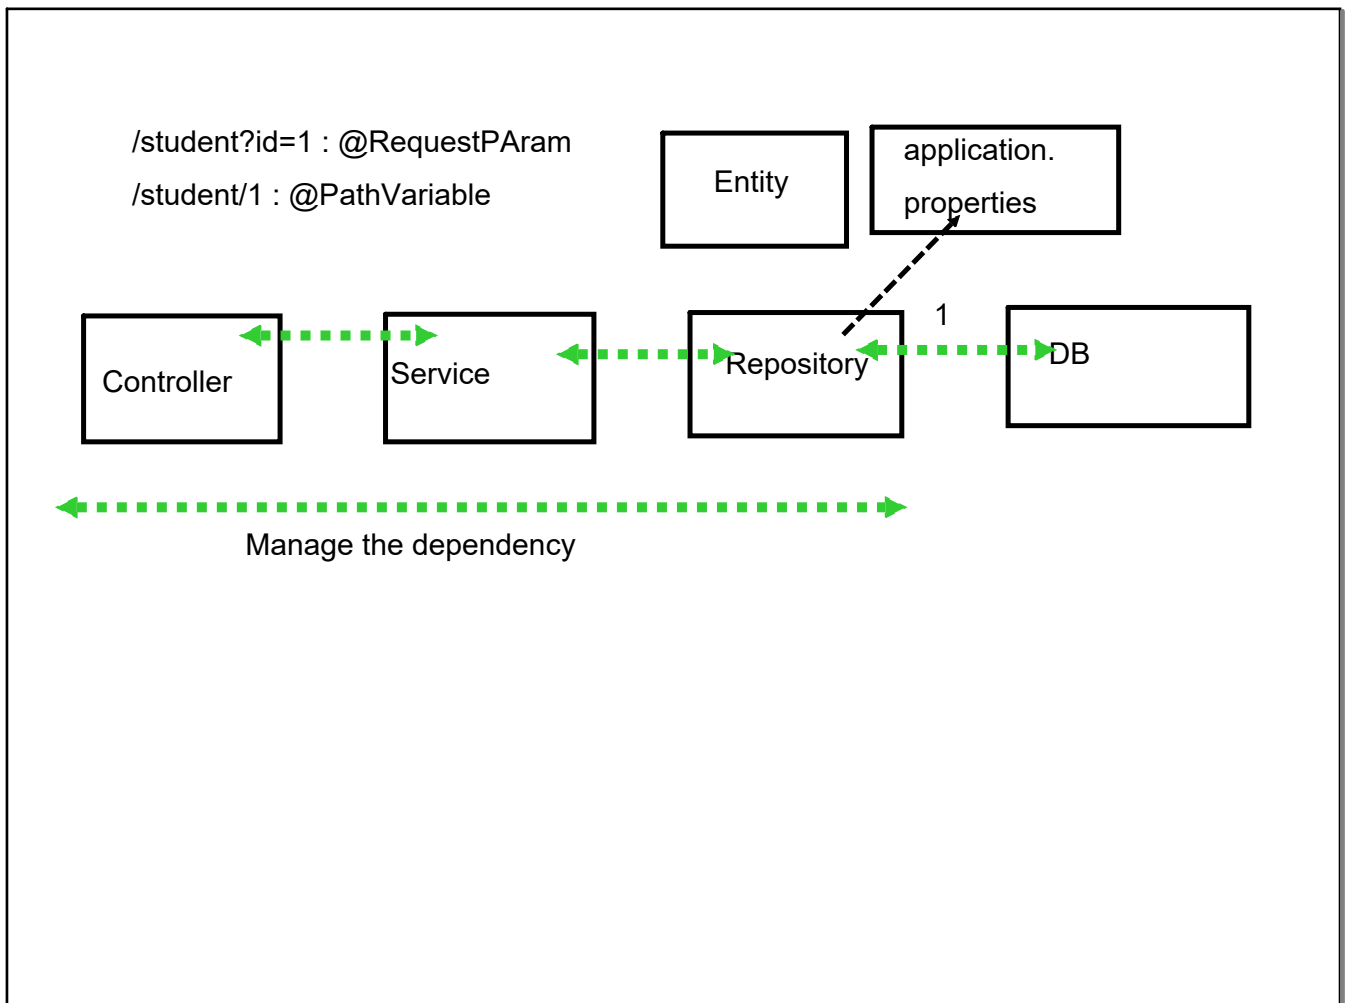 /student?id=1 : @RequestPAram
/student/1 : @PathVariable
Entity
application.
properties
1
Controller
Service
Repository
DB
Manage the dependency